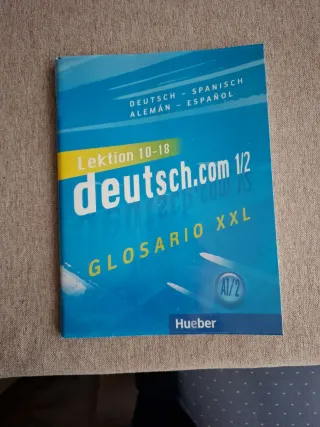 DEUTSCH – SPANISCH
ALEMÁN – ESPAÑOL
Lektion 10-18
deutsch.com 1/2
GLOSARIO XXL
A1/2
Hueber